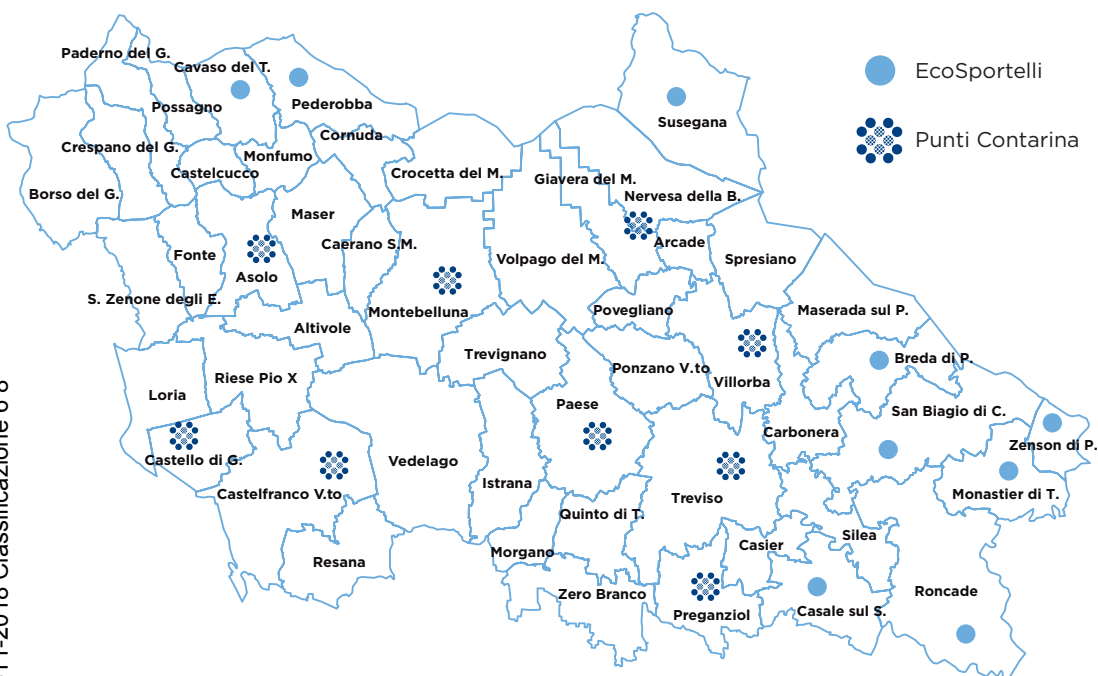 Paderno del G.
Cavaso del T.
EcoSportelli
Possagno
Pederobba
Susegana
Punti Contarina
Cornuda
Crespano del G.
Monfumo
Castelcucco
Crocetta del M.
Giavera del M.
Borso del G.
Nervesa della B.
Maser
Caerano S.M.
Arcade
Fonte
Volpago del M.
Spresiano
Asolo
S. Zenone degli E.
Montebelluna
Povegliano
Maserada sul P.
Altivole
Trevignano
Breda di P.
Ponzano V.to
Riese Pio X
Villorba
Loria
Paese
San Biagio di C.
Carbonera
Zenson di P.
Castello di G.
Vedelago
Istrana
Castelfranco V.to
Treviso
Monastier di T.
Quinto di T.
Silea
Casier
Morgano
Resana
Zero Branco
Roncade
Preganziol
Casale sul S.